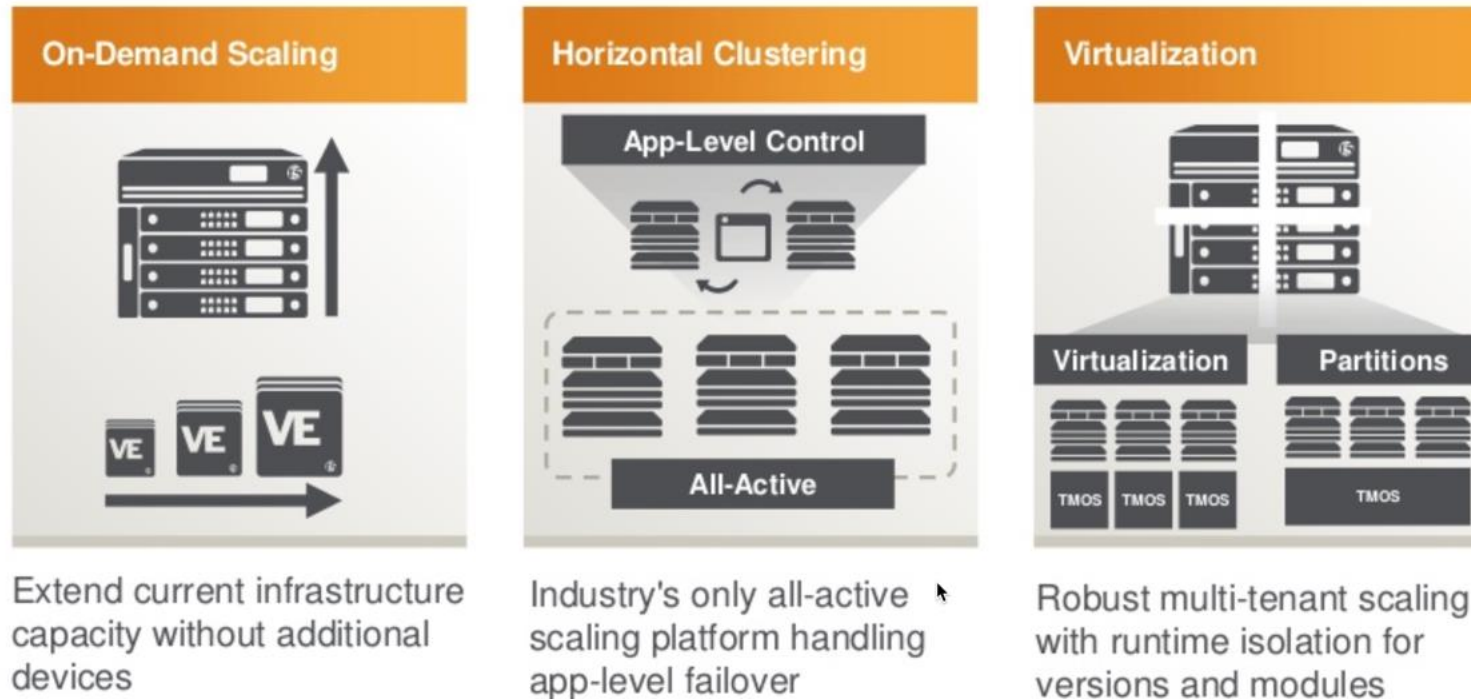 On-Demand Scaling
VE VE VE
Extend current infrastructure
capacity without additional
devices
Horizontal Clustering
App-Level Control
All-Active
Industry's only all-active
scaling platform handling
app-level failover
Virtualization
Virtualization Partitions
TMOS TMOS TMOS TMOS
Robust multi-tenant scaling
with runtime isolation for
versions and modules